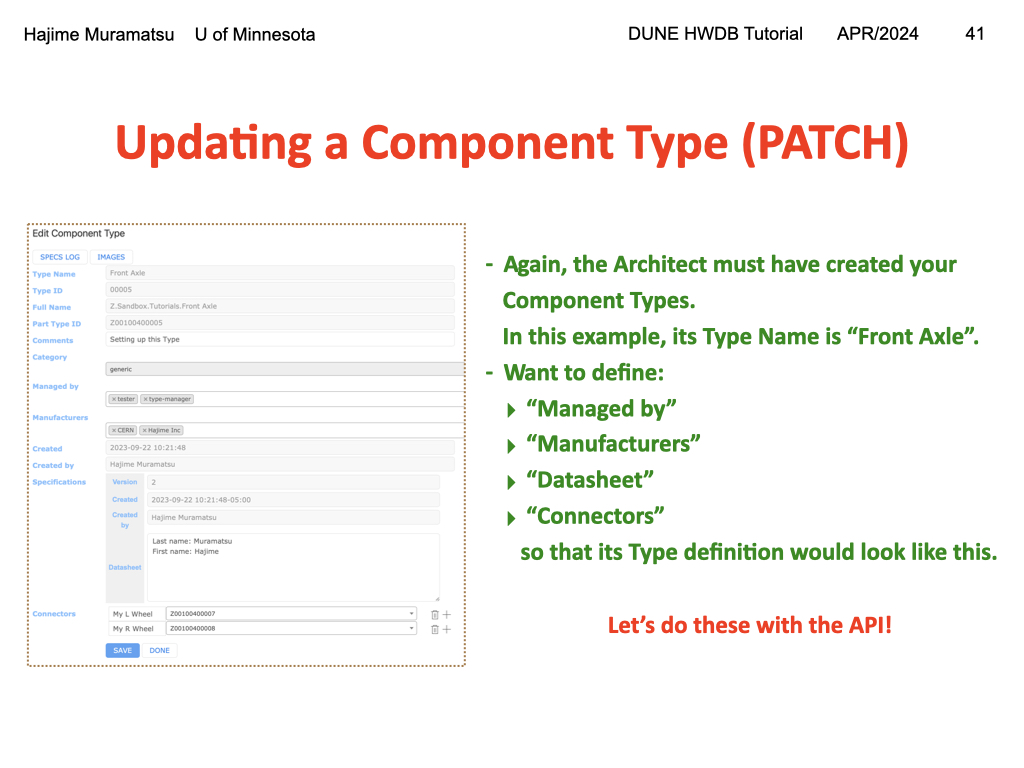 Hajime Muramatsu U of Minnesota DUNE HWDB Tutorial APR/2024 41
Updating a Component Type (PATCH)
Edit Component Type
SPECS LOG IMAGES
Type Name Front Axle
Type ID 00005
Full Name Z.Sandbox.Tutorials.Front Axle
Part Type ID Z00100400005
Comments Setting up this Type
Category
generic
Managed by
× tester × type-manager
Manufacturers
× CERN × Hajime Inc
Created 2023-09-22 10:21:48
Created by Hajime Muramatsu
Specifications Version 2
Created 2023-09-22 10:21:48-05:00
Created by Hajime Muramatsu
Datasheet Last name: Muramatsu
First name: Hajime
Connectors My L Wheel Z00100400007
My R Wheel Z00100400008
SAVE DONE
- Again, the Architect must have created your
Component Types.
In this example, its Type Name is “Front Axle”.
- Want to define:
“Managed by”
“Manufacturers”
“Datasheet”
“Connectors”
so that its Type definition would look like this.
Let’s do these with the API!